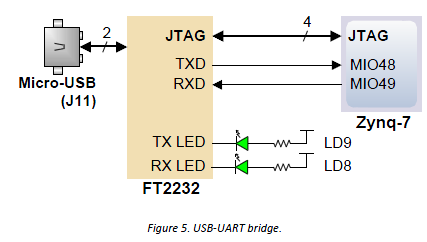 4
2
JTAG
JTAG
TXD
MIO48
RXD
MIO49
Micro-USB
(J11)
Zynq-7
TX LED
LD9
RX LED
LD8
FT2232
Figure 5. USB-UART bridge.